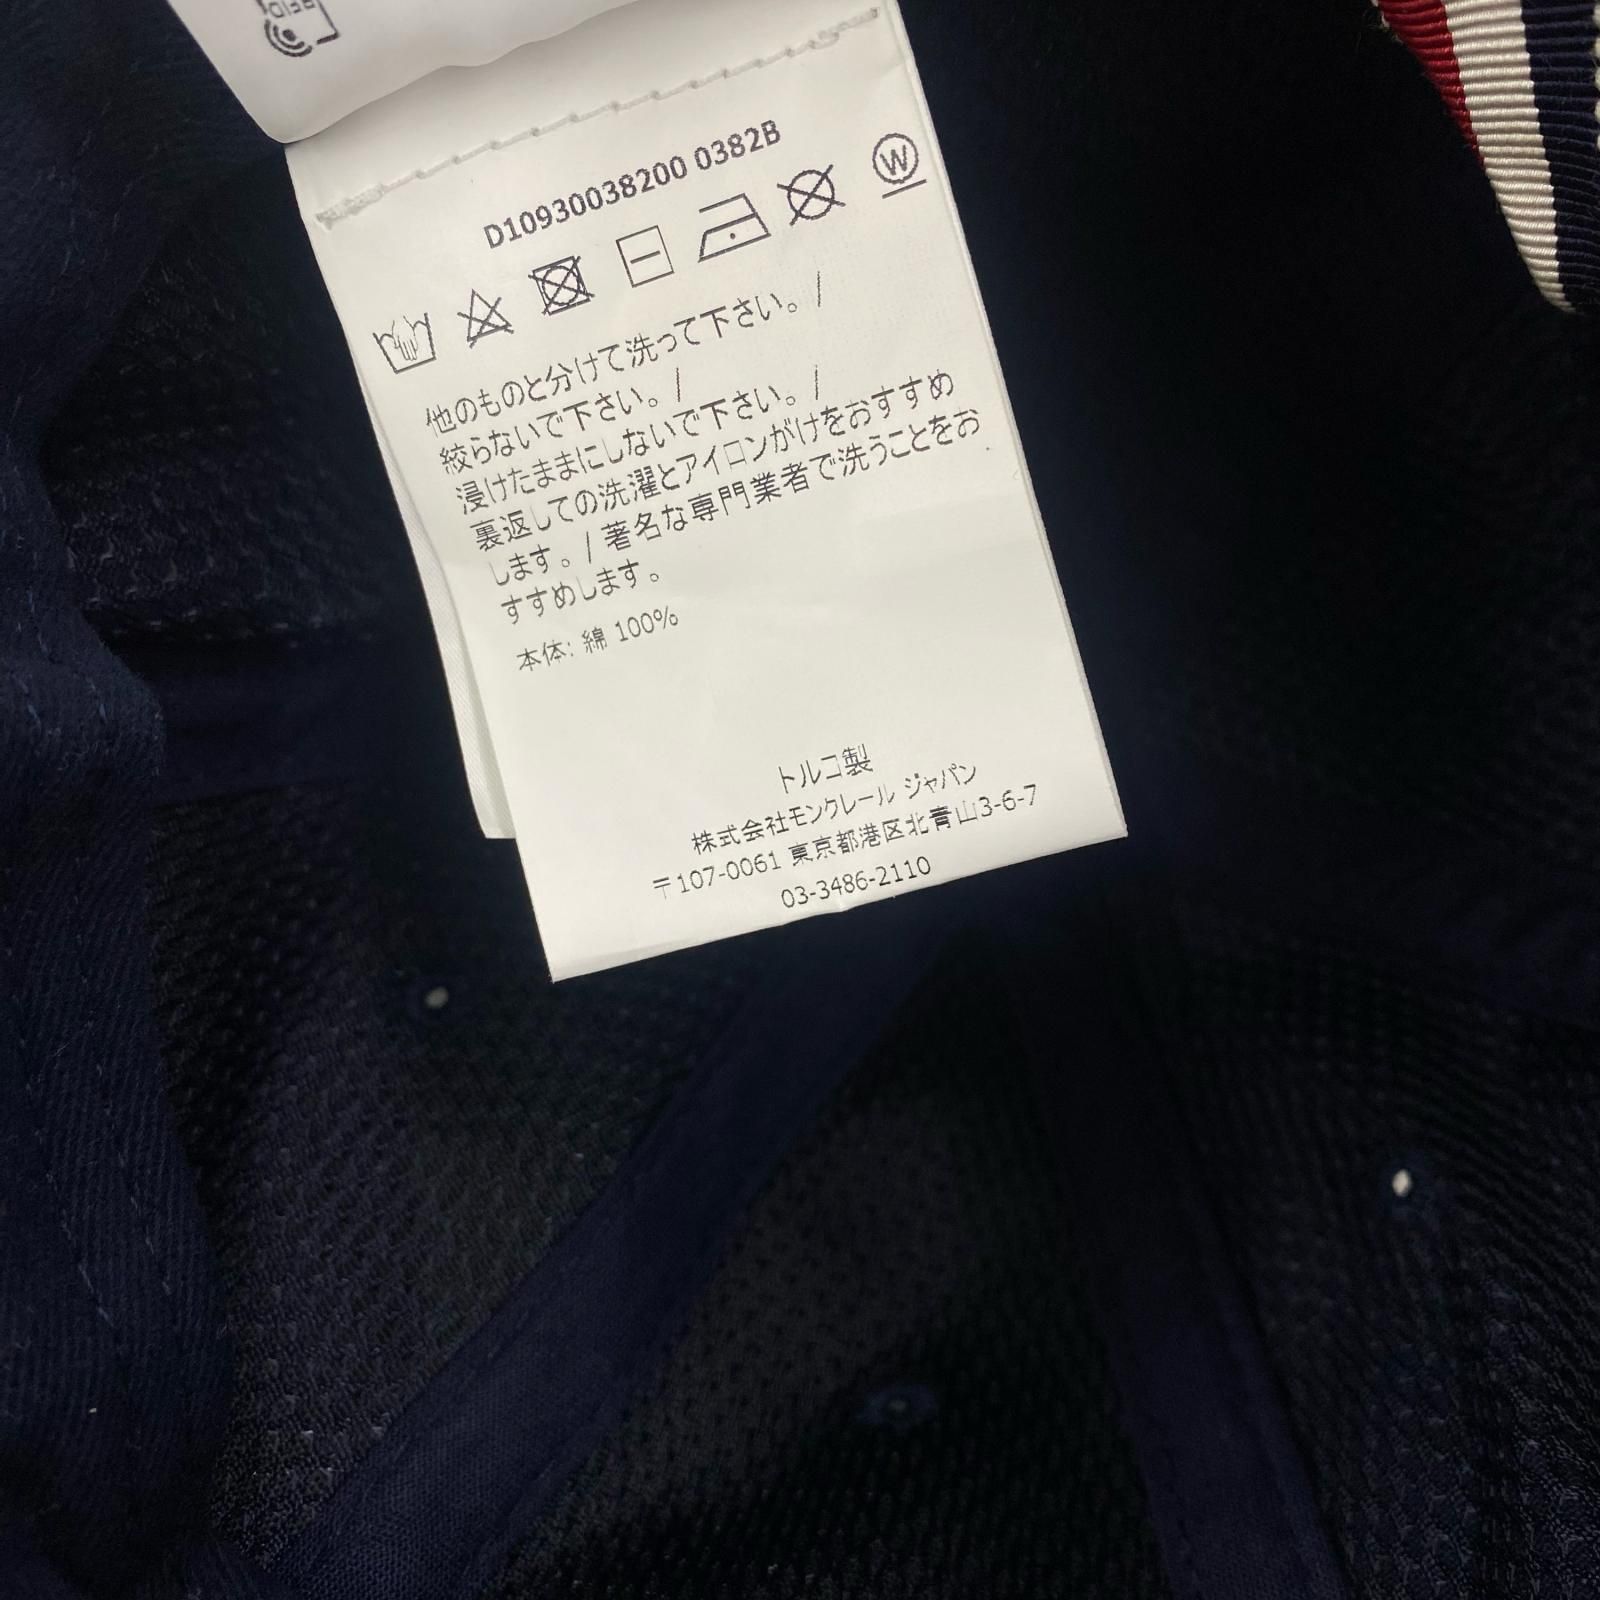 RFID
D10930038200 0382B
W
他のものと分けて洗って下さい。/
絞らないで下さい。/
浸けたままにしないで下さい。/
裏返しての洗濯とアイロンがけをおすすめ
します。/ 著名な専門業者で洗うことをお
すすめします。
本体: 綿 100%
トルコ製
株式会社モンクレール ジャパン
〒107-0061 東京都港区北青山3-6-7
03-3486-2110